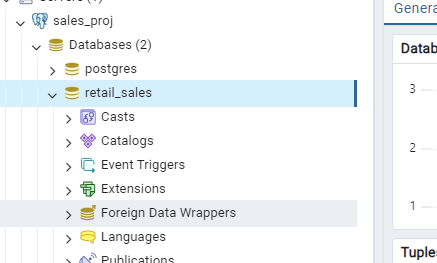 Servers (1)
sales_proj
Databases (2)
postgres
retail_sales
Casts
Catalogs
Event Triggers
Extensions
Foreign Data Wrappers
Languages
Publications
Genera
Datab
3
2
1
Tuple